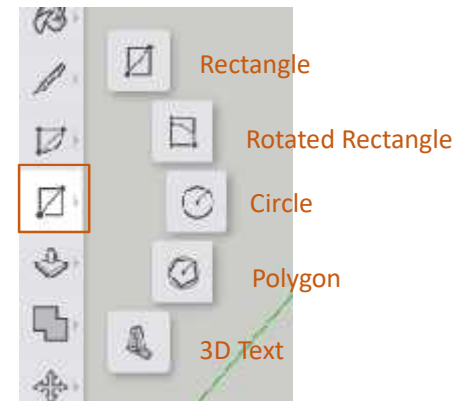 Rectangle
Rotated Rectangle
Circle
Polygon
3D Text